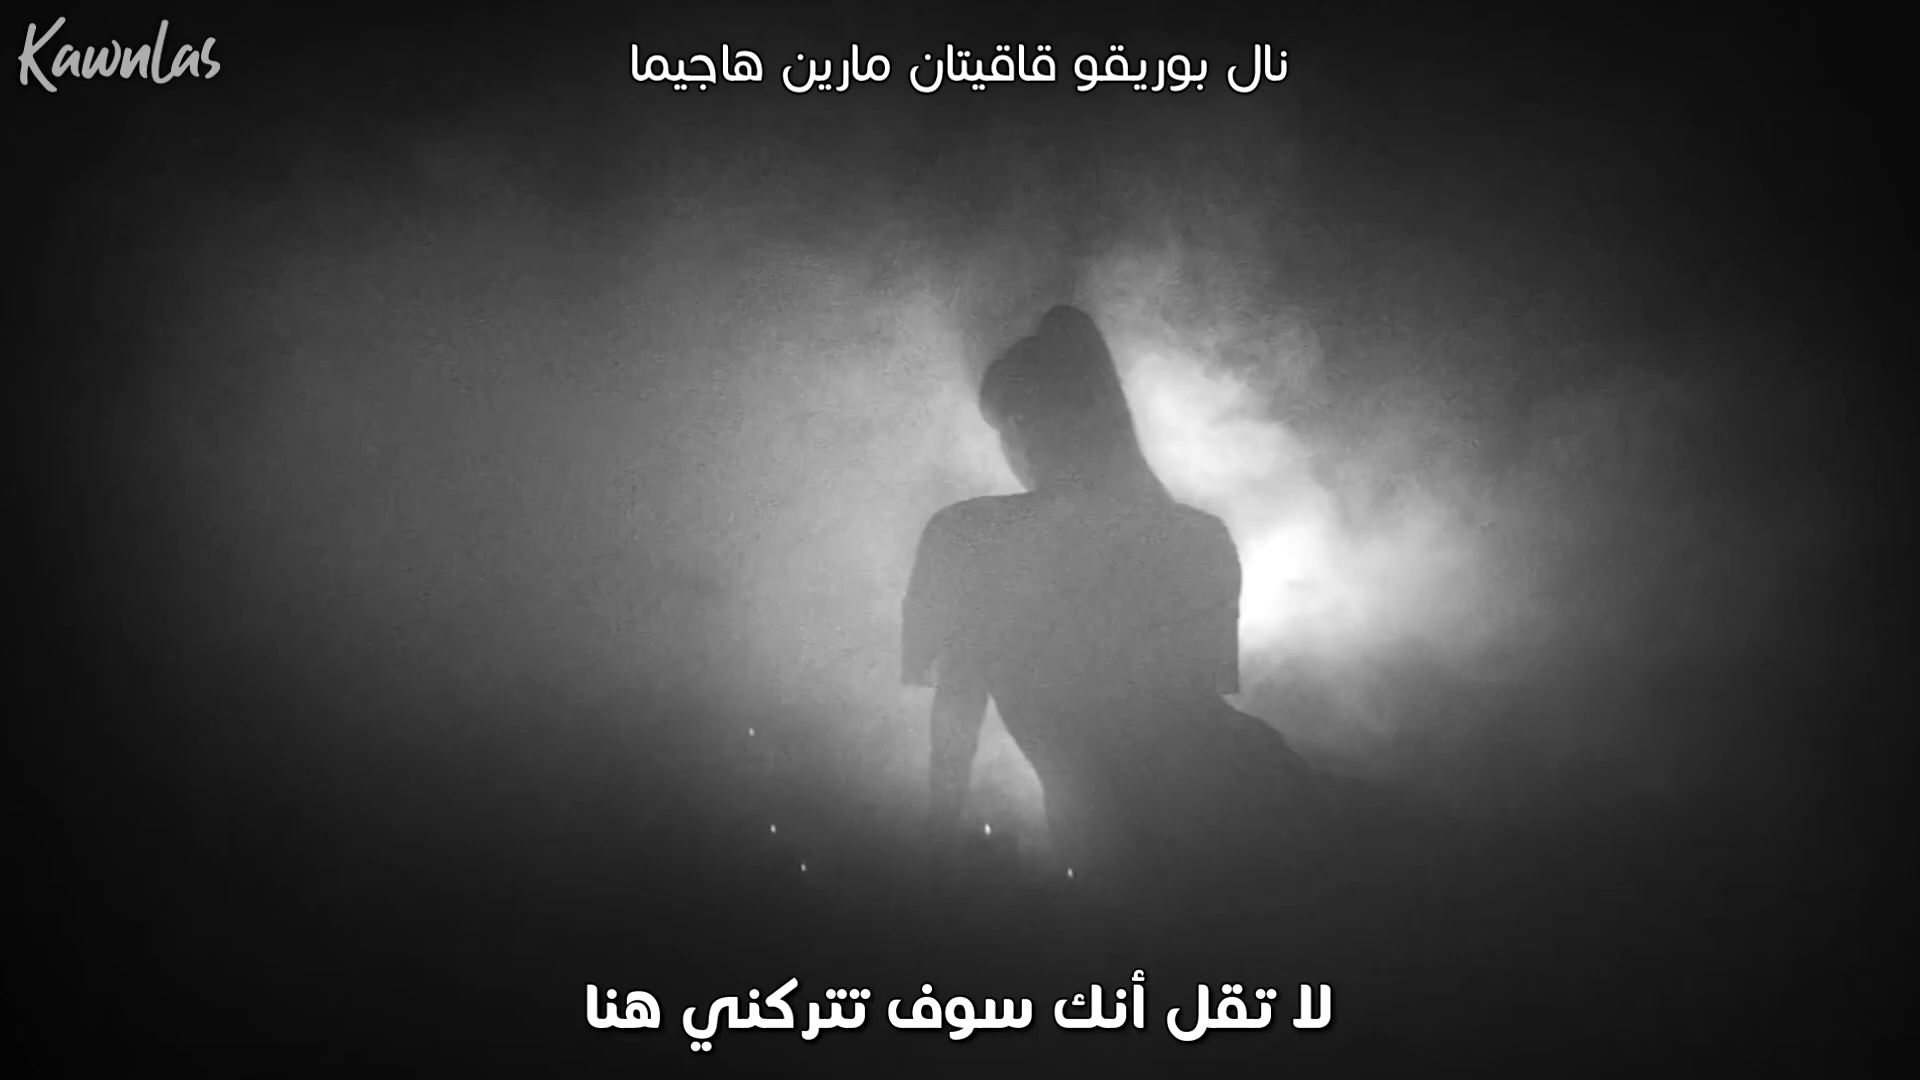 Kawnlas
نال بوريقو قاقيتان مارين هاجيما
لا تقل أنك سوف تتركني هنا